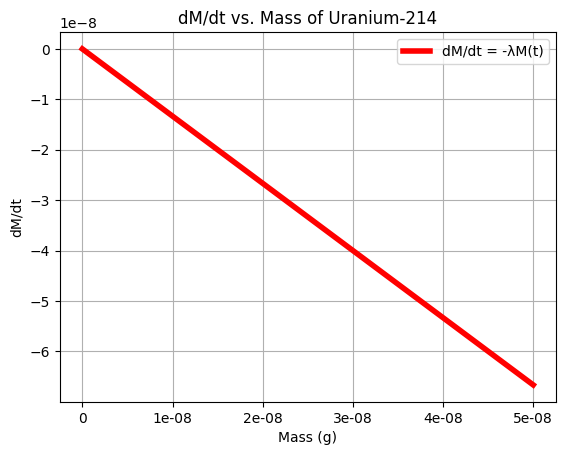 dM/dt vs. Mass of Uranium-214
1e−8
dM/dt = -λM(t)
0
−1
−2
−3
−4
−5
−6
dM/dt
0 1e-08 2e-08 3e-08 4e-08 5e-08
Mass (g)